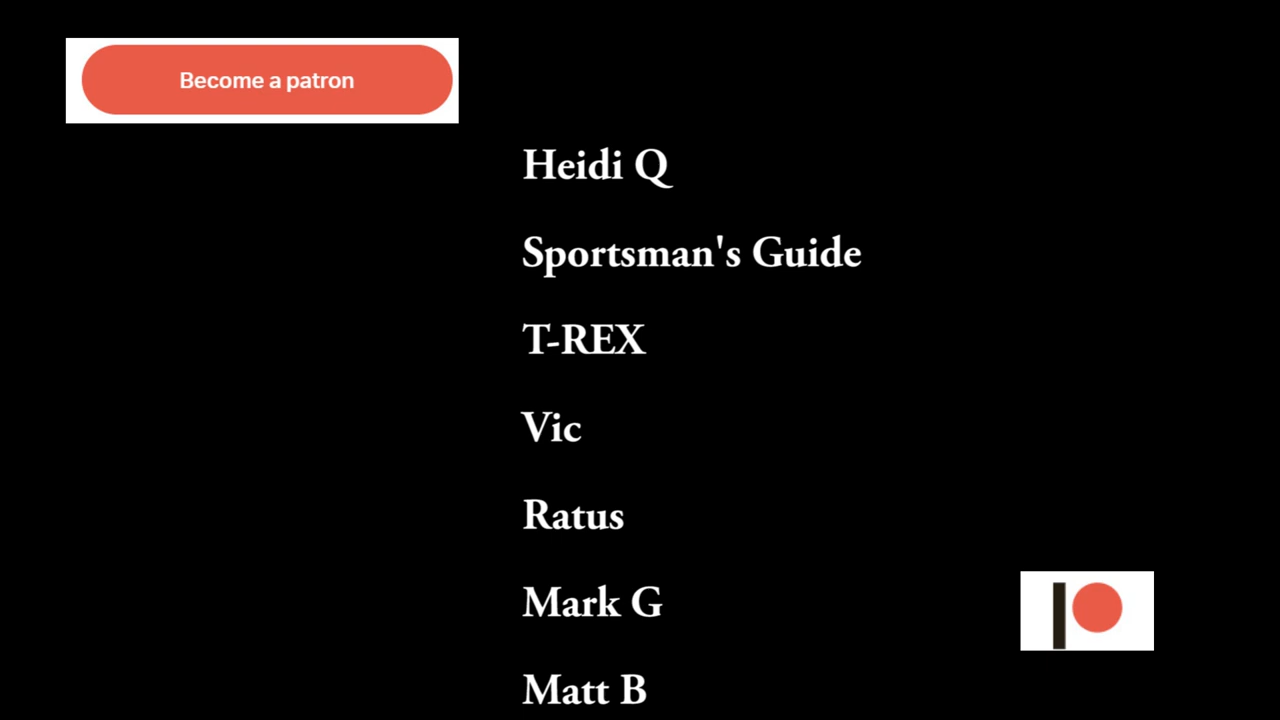 Become a patron
Heidi Q
Sportsman's Guide
T-REX
Vic
Ratus
Mark G
Matt B